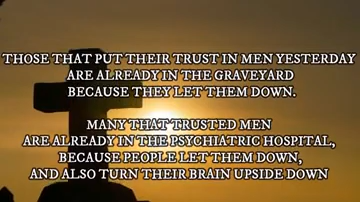 THOSE THAT PUT THEIR TRUST IN MEN YESTERDAY
ARE ALREADY IN THE GRAVEYARD
BECAUSE THEY LET THEM DOWN.
MANY THAT TRUSTED MEN
ARE ALREADY IN THE PSYCHIATRIC HOSPITAL,
BECAUSE PEOPLE LET THEM DOWN,
AND ALSO TURN THEIR BRAIN UPSIDE DOWN